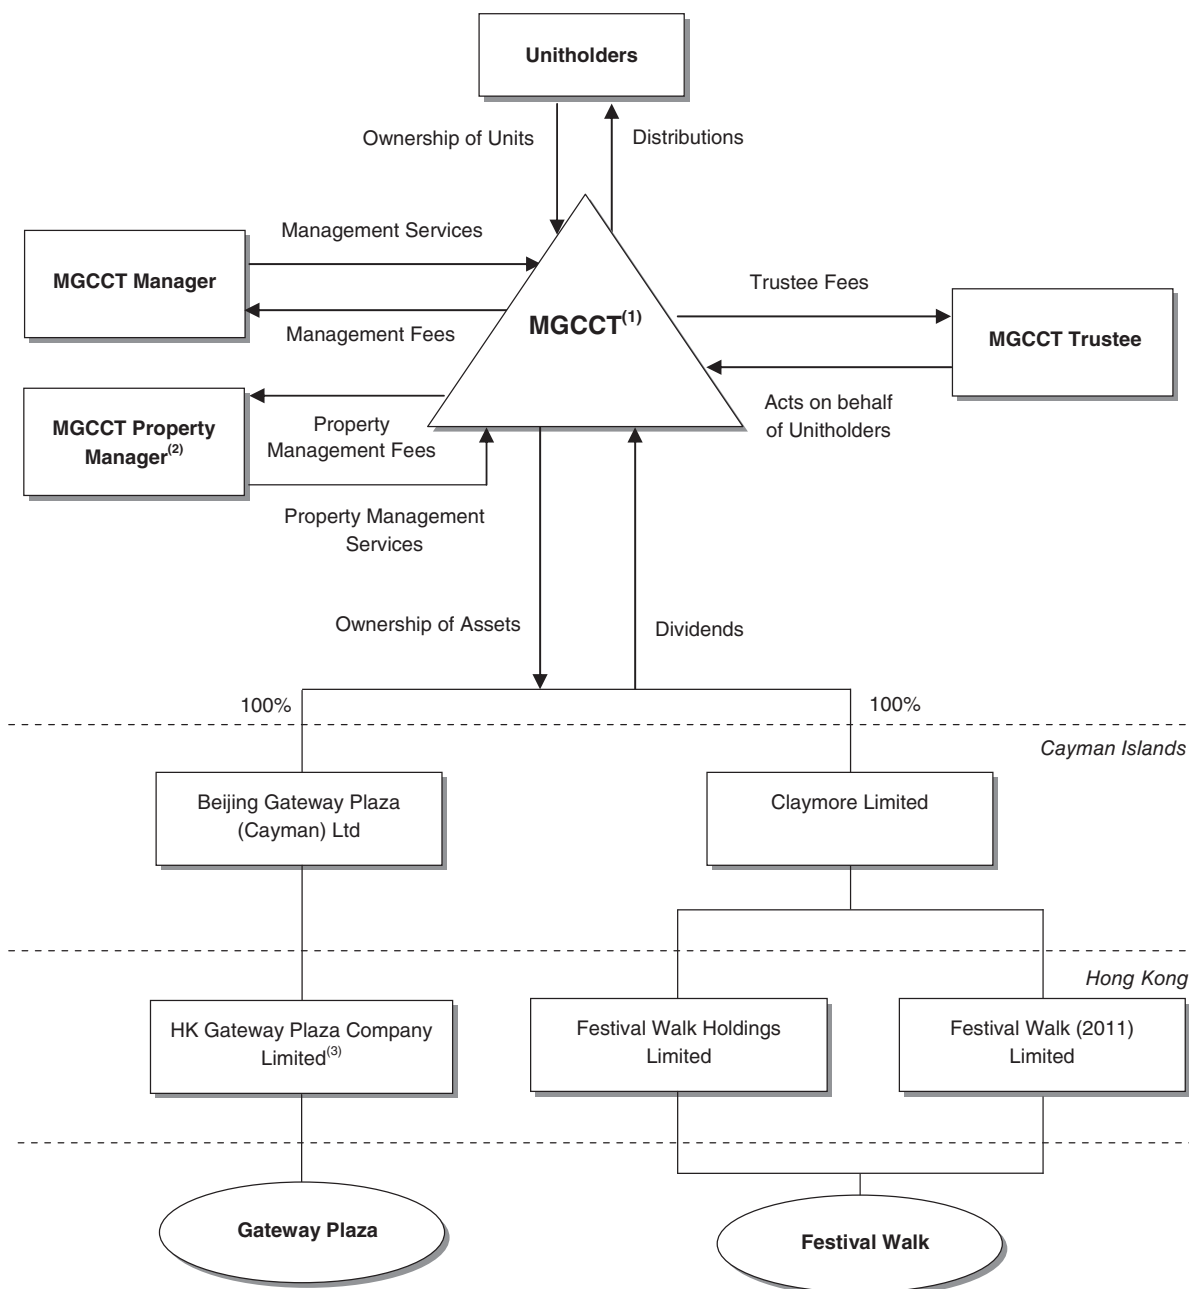 Unitholders
Ownership of Units
Distributions
Management Services
MGCCT Manager
Management Fees
MGCCT(1)
Trustee Fees
MGCCT Trustee
Acts on behalf
of Unitholders
MGCCT Property
Manager(2)
Property
Management Fees
Property Management
Services
Ownership of Assets
Dividends
100%
100%
Cayman Islands
Beijing Gateway Plaza
(Cayman) Ltd
Claymore Limited
Hong Kong
HK Gateway Plaza Company
Limited(3)
Festival Walk Holdings
Limited
Festival Walk (2011)
Limited
Gateway Plaza
Festival Walk